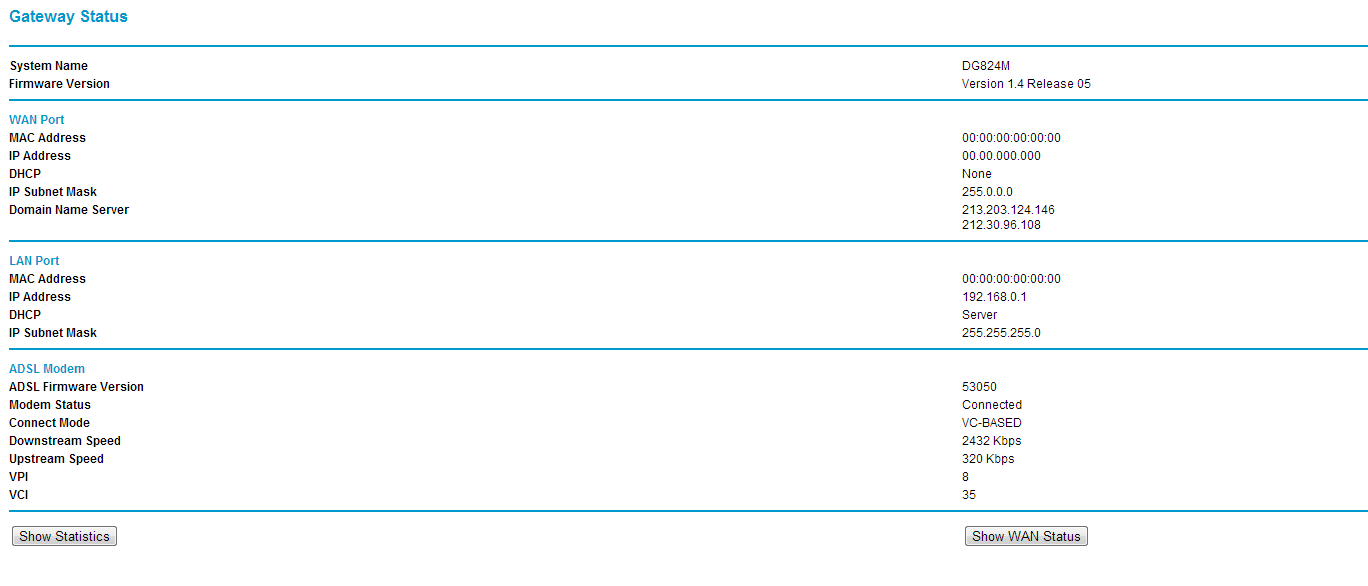 Gateway Status
System Name DG824M
Firmware Version Version 1.4 Release 05
WAN Port
MAC Address 00:00:00:00:00:00
IP Address 00.00.000.000
DHCP None
IP Subnet Mask 255.0.0.0
Domain Name Server 213.203.124.146
212.30.96.108
LAN Port
MAC Address 00:00:00:00:00:00
IP Address 192.168.0.1
DHCP Server
IP Subnet Mask 255.255.255.0
ADSL Modem
ADSL Firmware Version 53050
Modem Status Connected
Connect Mode VC-BASED
Downstream Speed 2432 Kbps
Upstream Speed 320 Kbps
VPI 8
VCI 35
Show Statistics Show WAN Status